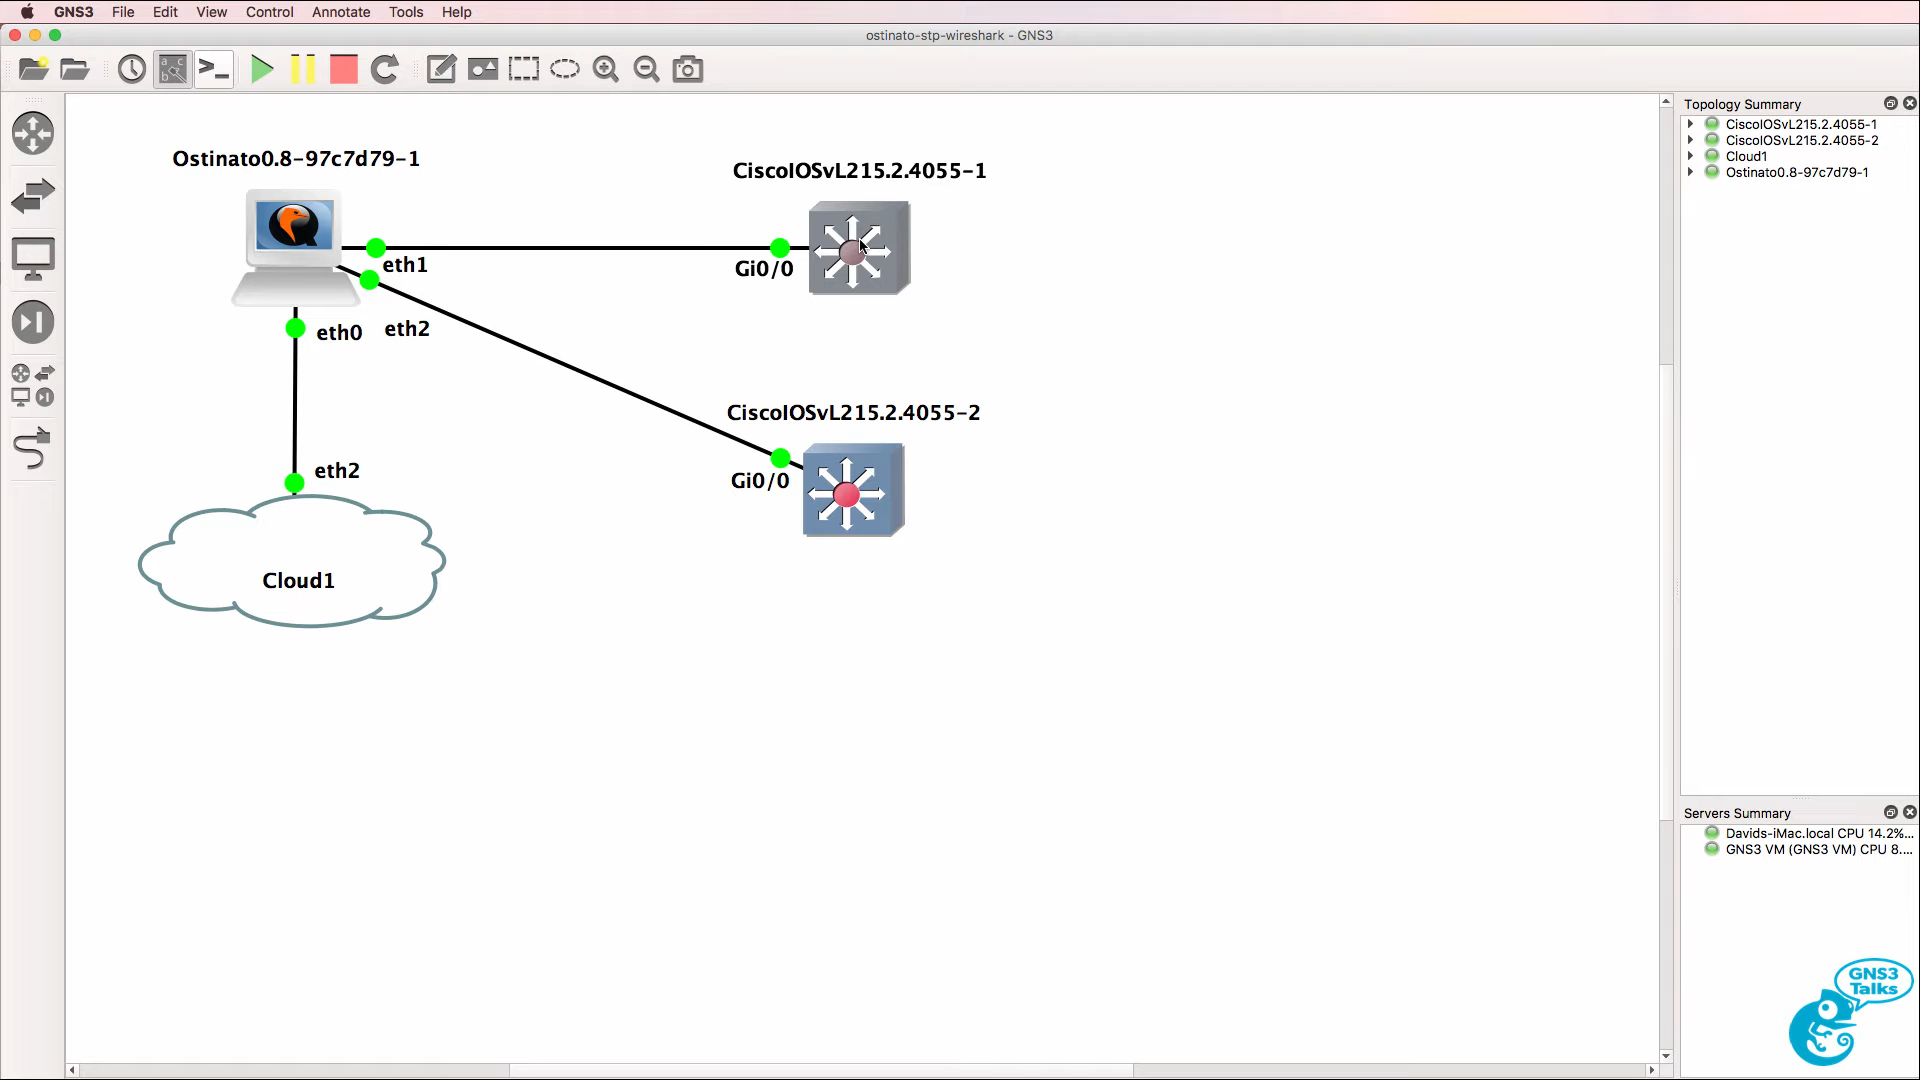 GNS3 File Edit View Control Annotate Tools Help
ostinato-stp-wireshark - GNS3
Topology Summary
CiscoIOSvL215.2.4055-1
CiscoIOSvL215.2.4055-2
Cloud1
Ostinato0.8-97c7d79-1
Ostinato0.8-97c7d79-1
CiscoIOSvL215.2.4055-1
eth1
Gi0/0
eth0
eth2
CiscoIOSvL215.2.4055-2
eth2
Gi0/0
Cloud1
Servers Summary
Davids-iMac.local CPU 14.2%...
GNS3 VM (GNS3 VM) CPU 8....
GNS3
Talks